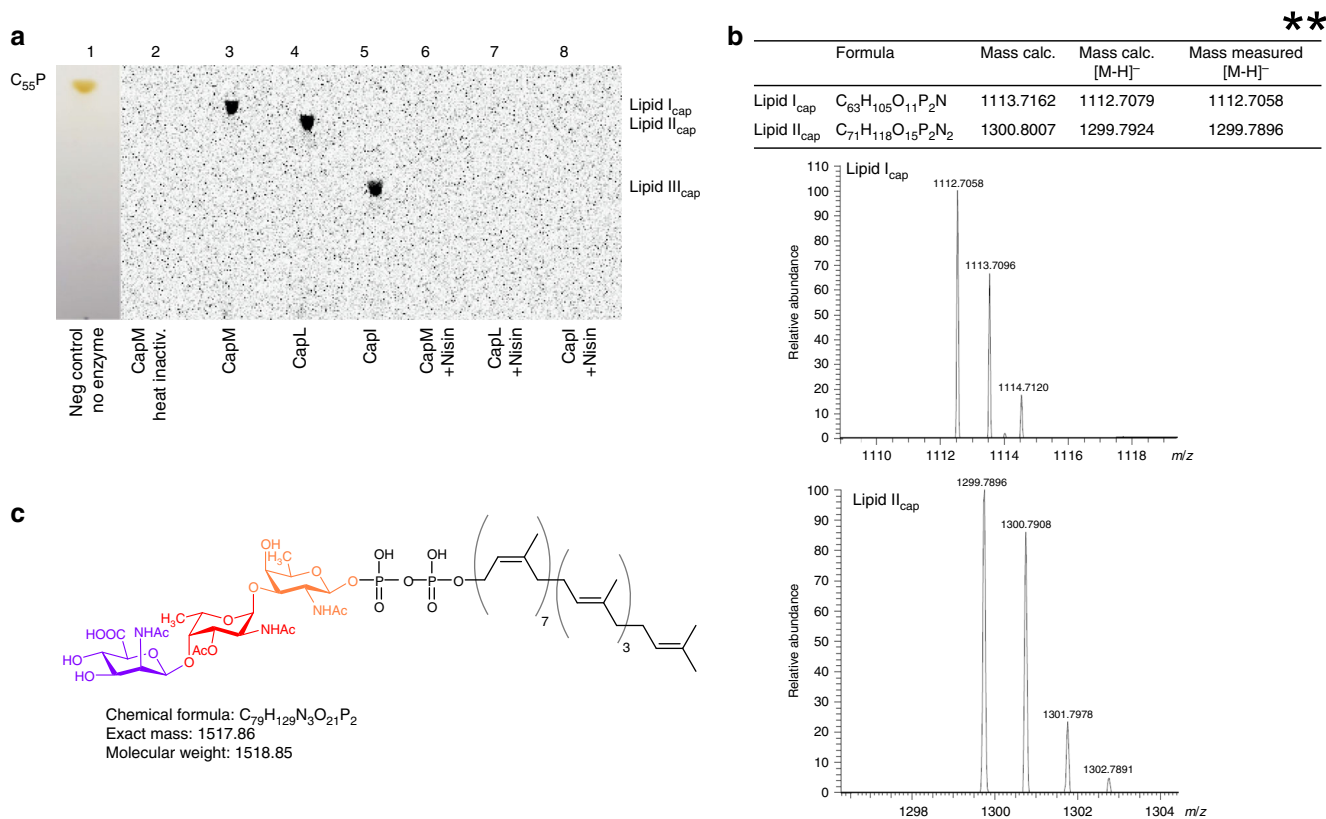 **
a
1 2 3 4 5 6 7 8
C55P
Lipid Icap
Lipid IIcap
Lipid IIIcap
Neg control
no enzyme
CapM
heat inactiv.
CapM
CapL
CapI
CapM
+Nisin
CapL
+Nisin
CapI
+Nisin
b
Formula Mass calc. Mass calc. [M-H]– Mass measured [M-H]–
Lipid Icap C63H105O11P2N 1113.7162 1112.7079 1112.7058
Lipid IIcap C71H118O15P2N2 1300.8007 1299.7924 1299.7896
Lipid Icap
Relative abundance
110
100
90
80
70
60
50
40
30
20
10
0
1112.7058
1113.7096
1114.7120
1110 1112 1114 1116 1118 m/z
Lipid IIcap
Relative abundance
100
90
80
70
60
50
40
30
20
10
0
1299.7896
1300.7908
1301.7978
1302.7891
1298 1300 1302 1304 m/z
c
OH
H3C
O
O
O
NHAc
OH
P
O
O
OH
P
O
O
7
3
H3C
O
O
NHAc
AcO
HOOC
NHAc
O
HO
HO
O
Chemical formula: C79H129N3O21P2
Exact mass: 1517.86
Molecular weight: 1518.85